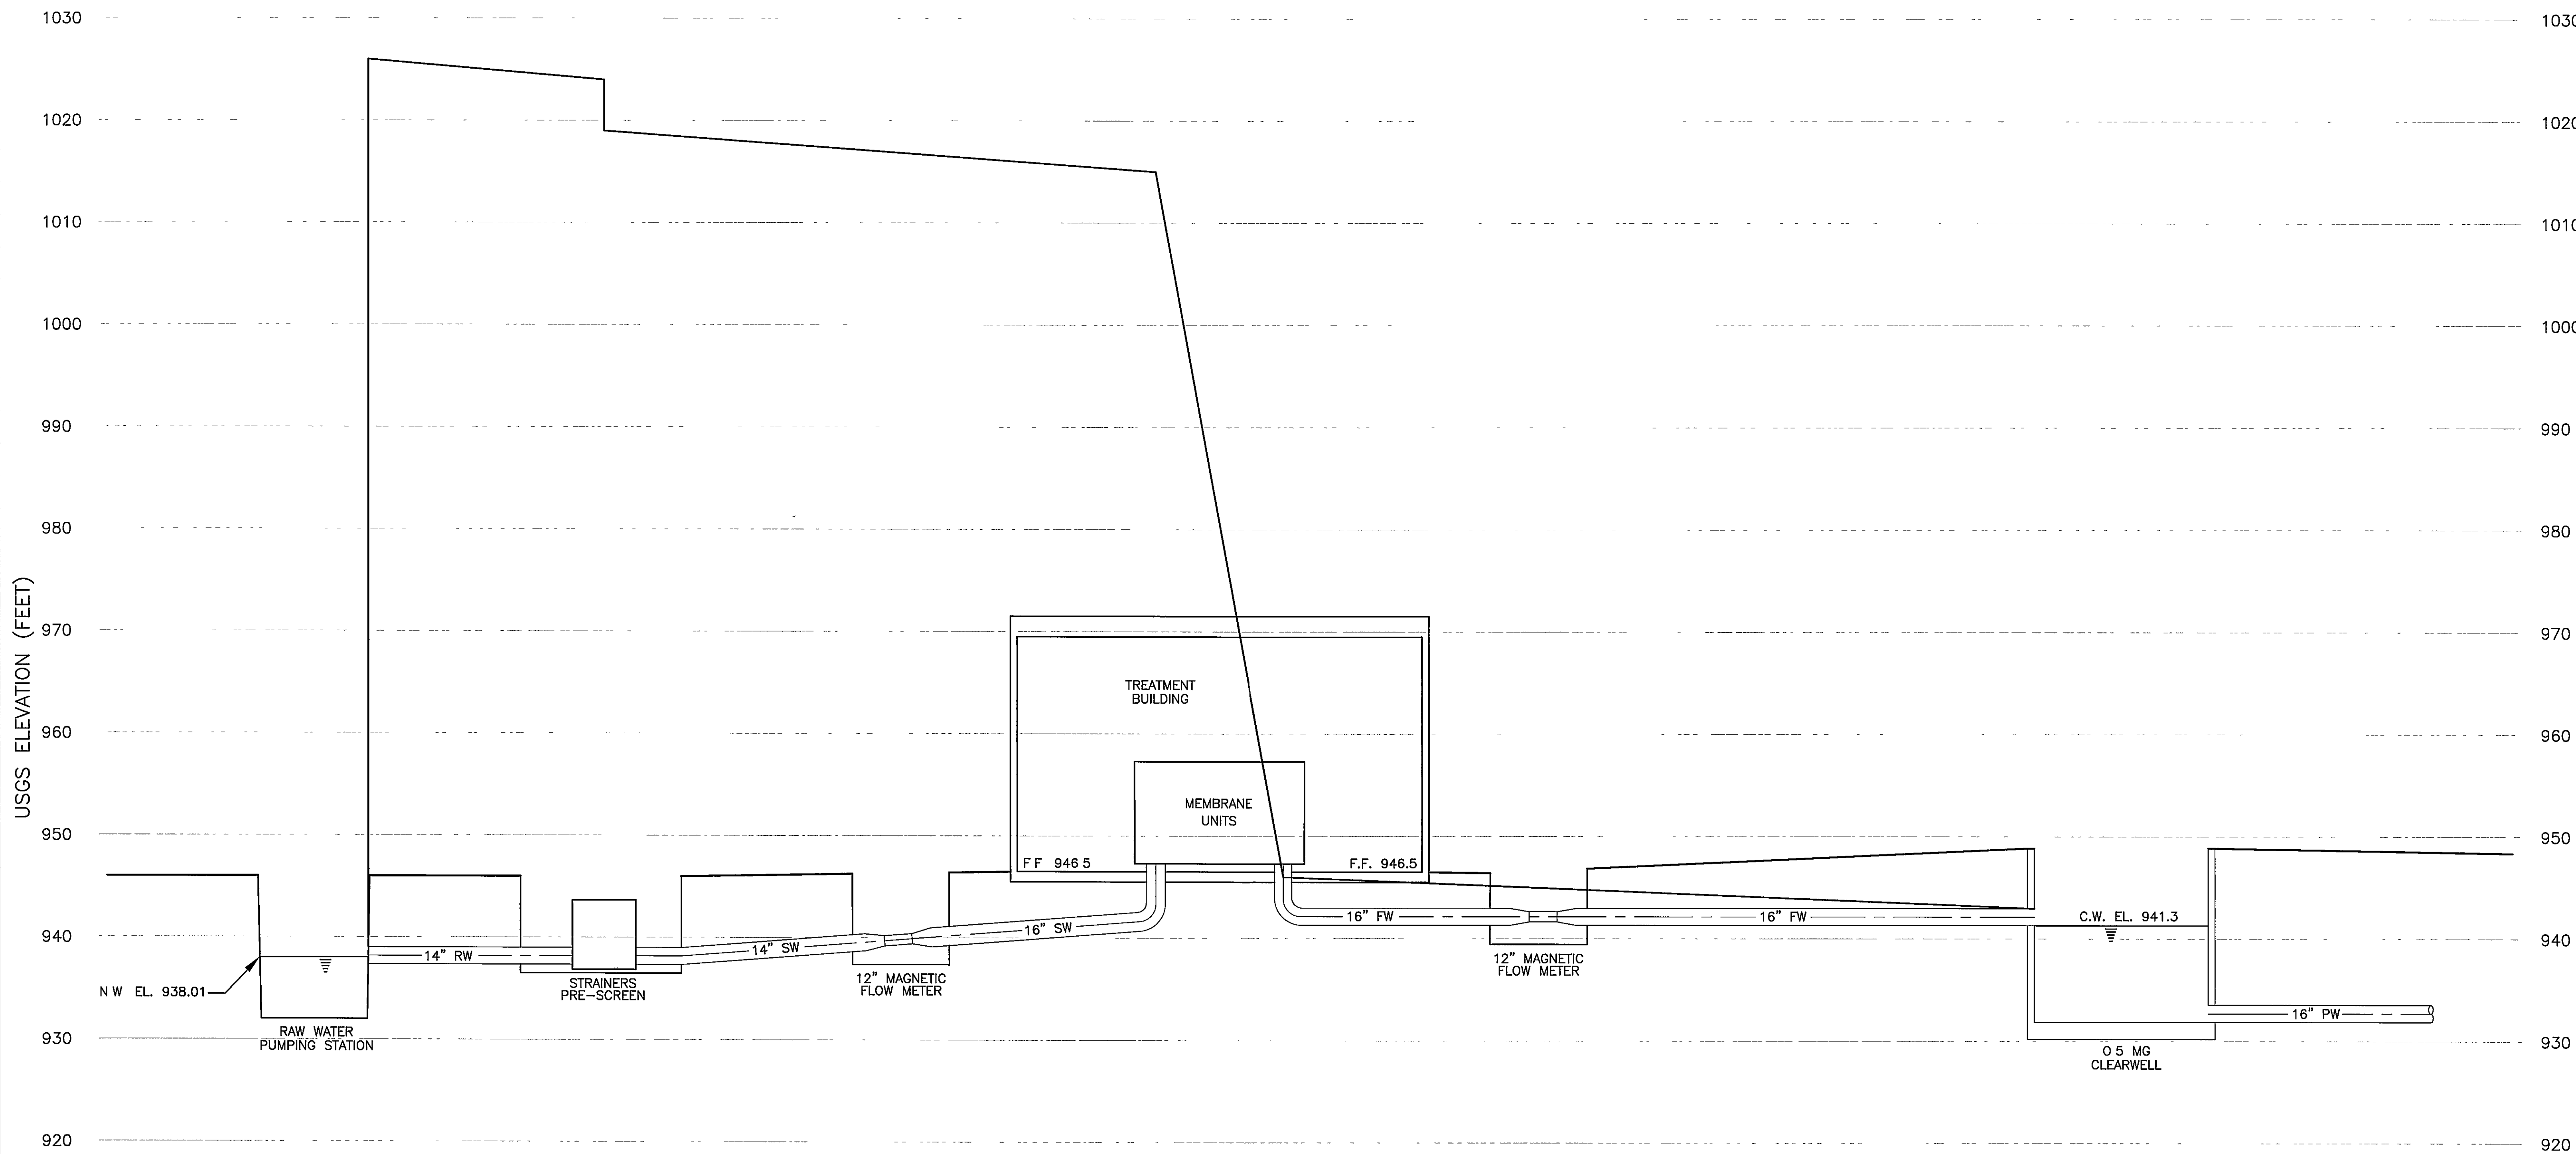 1030
1030
1020
1020
1010
1010
1000
1000
990
990
980
980
USGS ELEVATION (FEET)
970
970
TREATMENT
BUILDING
960
960
MEMBRANE
UNITS
950
950
F F 946 5
F.F. 946.5
16" FW
16" FW
C.W. EL. 941.3
940
940
14" RW
14" SW
16" SW
N W EL. 938.01
STRAINERS
PRE-SCREEN
12" MAGNETIC
FLOW METER
12" MAGNETIC
FLOW METER
16" PW
RAW WATER
PUMPING STATION
930
930
0 5 MG
CLEARWELL
920
920